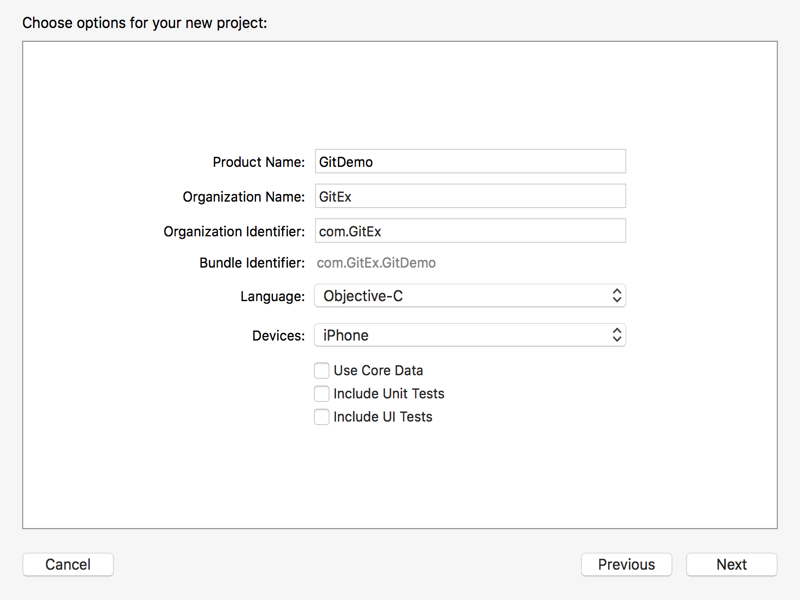 Choose options for your new project:
Product Name: GitDemo
Organization Name: GitEx
Organization Identifier: com.GitEx
Bundle Identifier: com.GitEx.GitDemo
Language: Objective-C
Devices: iPhone
Use Core Data
Include Unit Tests
Include UI Tests
Cancel Previous Next